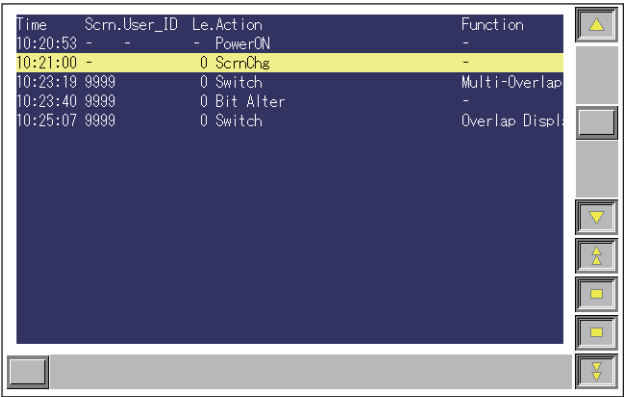 Time Scrn.User_ID Le.Action Function
10:20:53 - - - PowerON -
10:21:00 - 0 ScrnChg -
10:23:19 9999 0 Switch Multi-Overlap
10:23:40 9999 0 Bit Alter -
10:25:07 9999 0 Switch Overlap Displ